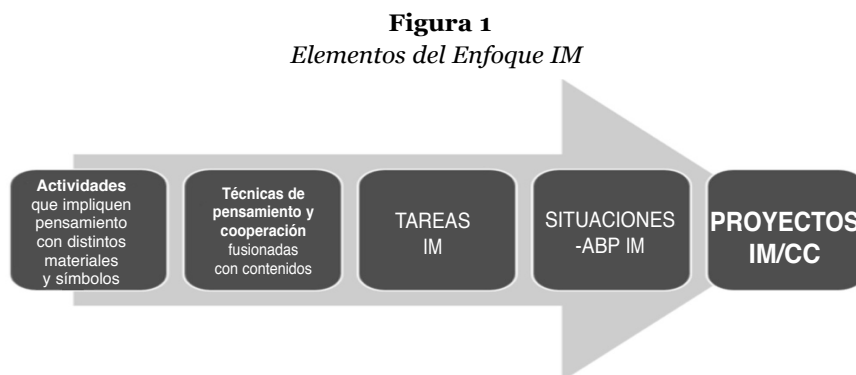 Figura 1
Elementos del Enfoque IM
Actividades
que impliquen
pensamiento
con distintos
materiales
y símbolos
Técnicas de
pensamiento y
cooperación
fusionadas
con contenidos
TAREAS
IM
SITUACIONES
-ABP IM
PROYECTOS
IM/CC